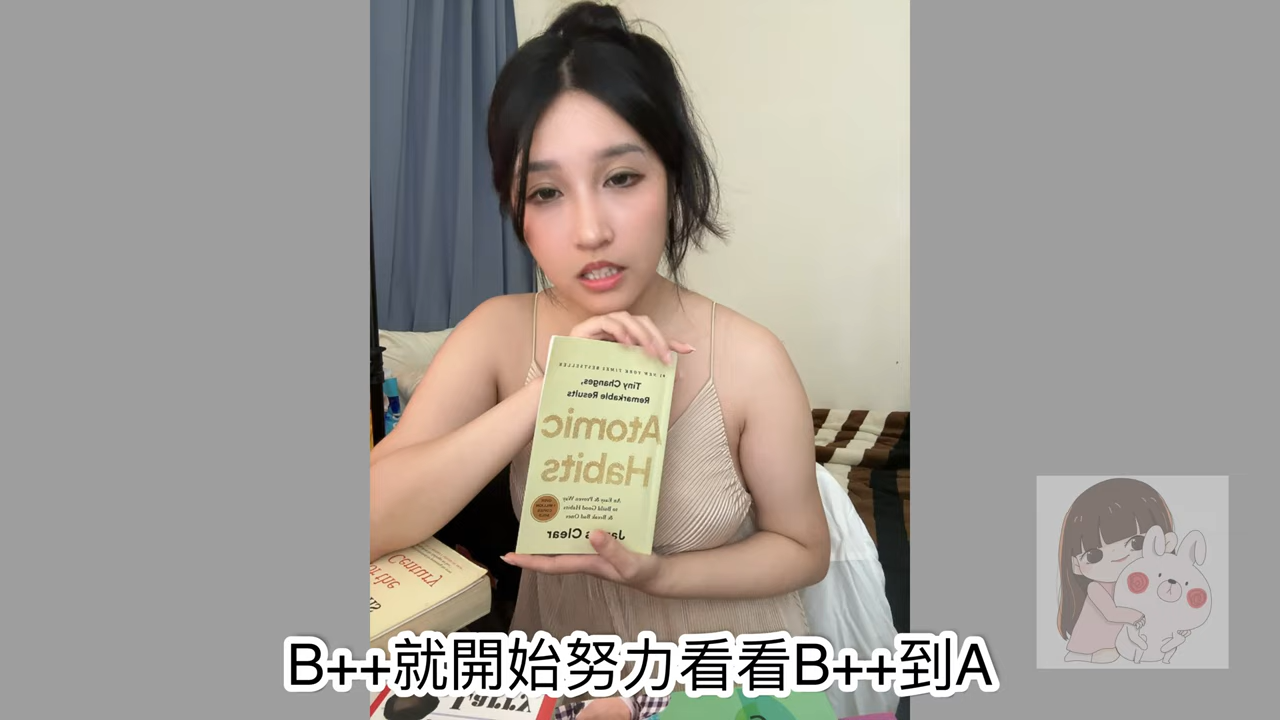 #1 NEW YORK TIMES BESTSELLER
Tiny Changes,
Remarkable Results
Atomic
Habits
An Easy & Proven Way
to Build Good Habits
& Break Bad Ones
James Clear
B++就開始努力看看B++到A